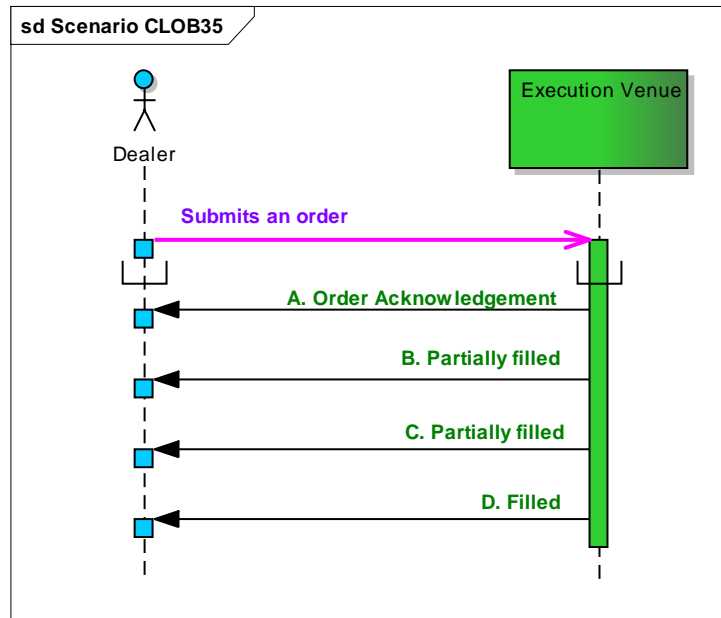 sd Scenario CLOB35
Execution Venue
Dealer
Submits an order
A. Order Acknowledgement
B. Partially filled
C. Partially filled
D. Filled